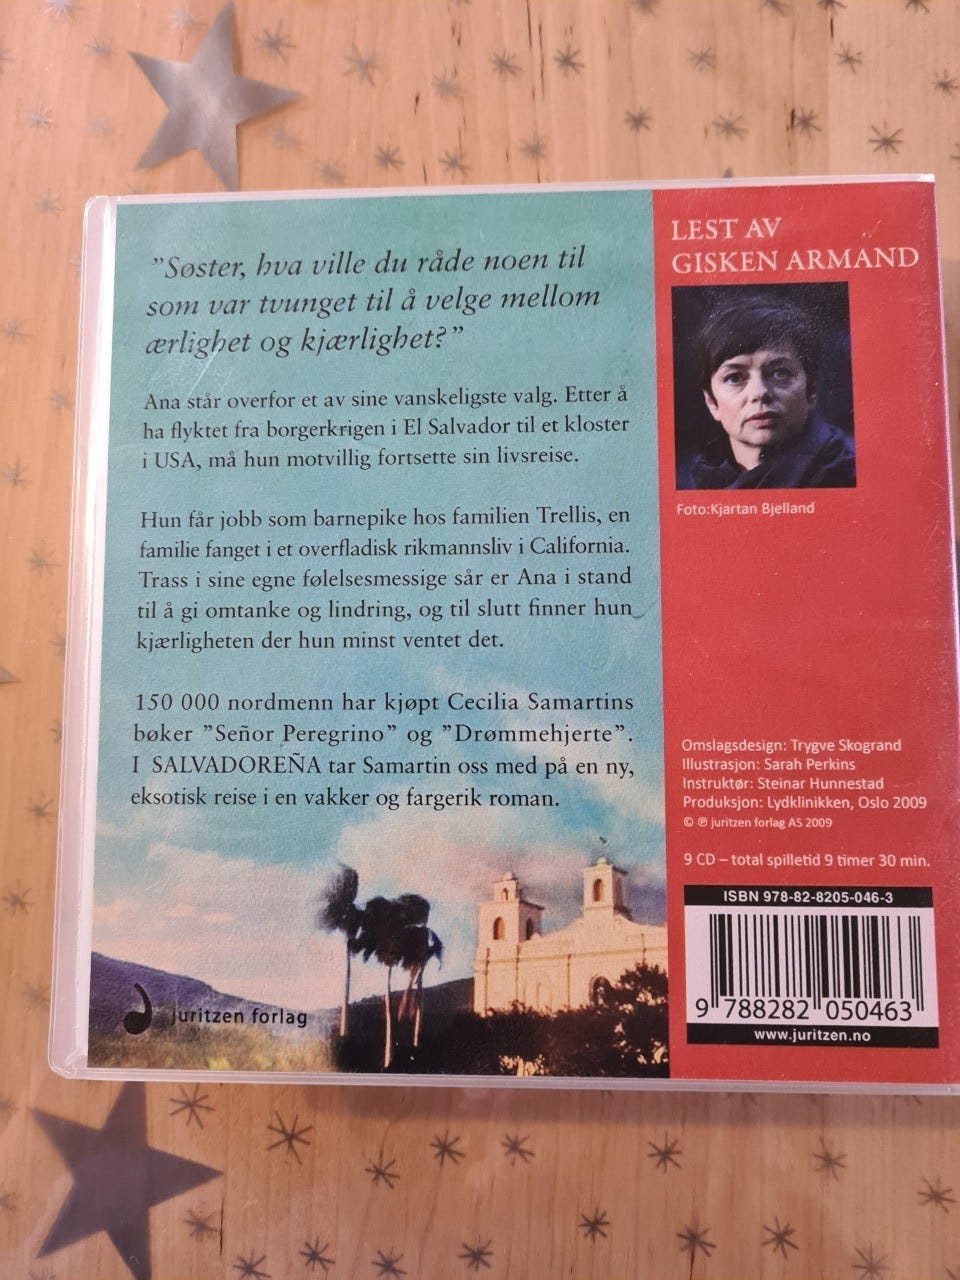 ”Søster, hva ville du råde noen til
som var tvunget til å velge mellom
ærlighet og kjærlighet?”
Ana står overfor et av sine vanskeligste valg. Etter å
ha flyktet fra borgerkrigen i El Salvador til et kloster
i USA, må hun motvillig fortsette sin livsreise.
Hun får jobb som barnepike hos familien Trellis, en
familie fanget i et overfladisk rikmannsliv i California.
Trass i sine egne følelsesmessige sår er Ana i stand
til å gi omtanke og lindring, og til slutt finner hun
kjærligheten der hun minst ventet det.
150 000 nordmenn har kjøpt Cecilia Samartins
bøker ”Señor Peregrino” og ”Drømmehjerte”.
I SALVADOREÑA tar Samartin oss med på en ny,
eksotisk reise i en vakker og fargerik roman.
juritzen forlag
LEST AV
GISKEN ARMAND
Foto:Kjartan Bjelland
Omslagsdesign: Trygve Skogrand
Illustrasjon: Sarah Perkins
Instruktør: Steinar Hunnestad
Produksjon: Lydklinikken, Oslo 2009
© ℗ juritzen forlag AS 2009
9 CD – total spilletid 9 timer 30 min.
ISBN 978-82-8205-046-3
9 788282 050463
www.juritzen.no